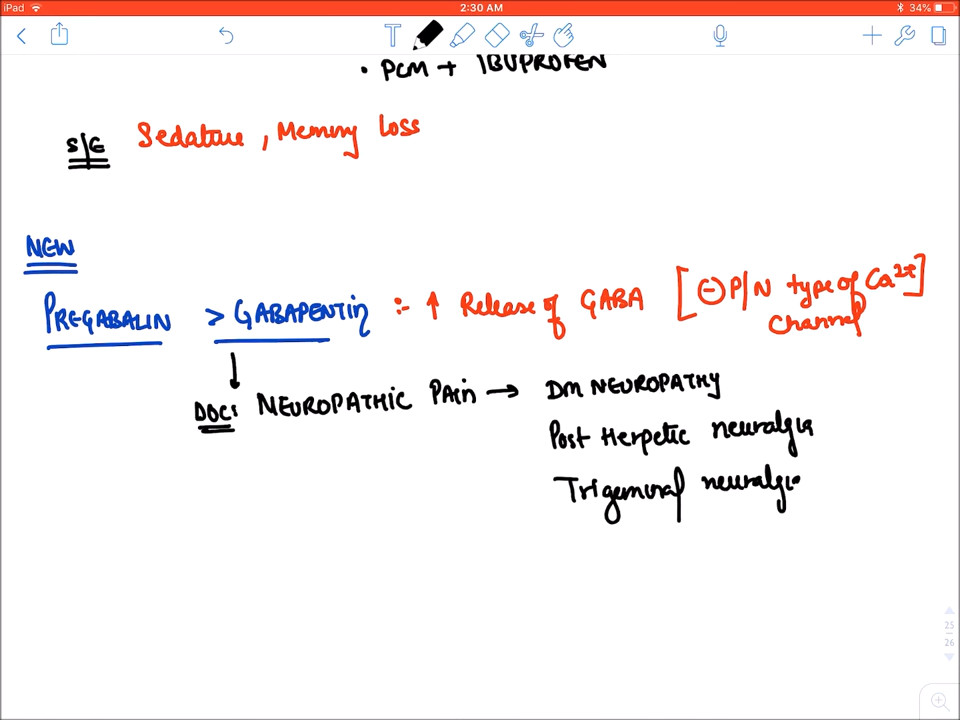 iPad 2:30 AM 34%
T
• PCM + IBUPROFEN
S/E Sedature, Memory Loss
NEW
PREGABALIN > GABAPENTIN :- ↑ Release of GABA [⊖ P/N type of Ca²⁺ Channel]
DOC: NEUROPATHIC PAIN → DM NEUROPATHY
Post Herpetic neuralgia
Trigeminal neuralgia
25
26